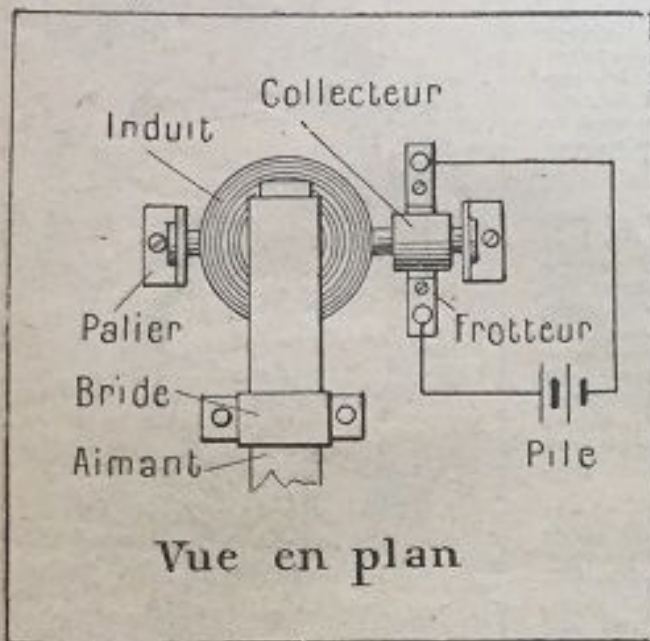 Collecteur
Induit
Palier
Frotteur
Bride
Aimant
Pile
Vue en plan